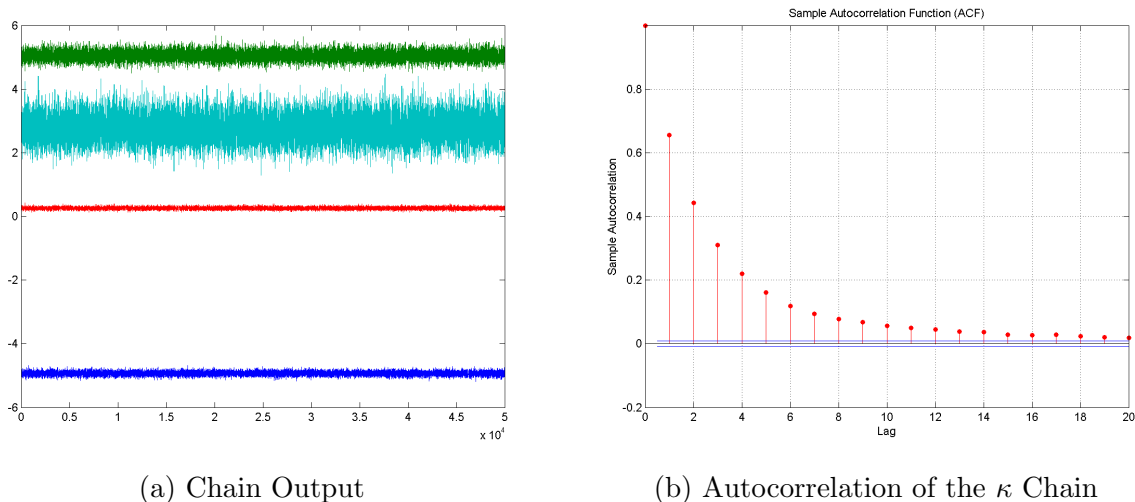 6
4
2
0
-2
-4
-6
0 0.5 1 1.5 2 2.5 3 3.5 4 4.5 5
x 10^4
(a) Chain Output
Sample Autocorrelation Function (ACF)
Sample Autocorrelation
0.8
0.6
0.4
0.2
0
-0.2
0 2 4 6 8 10 12 14 16 18 20
Lag
(b) Autocorrelation of the κ Chain